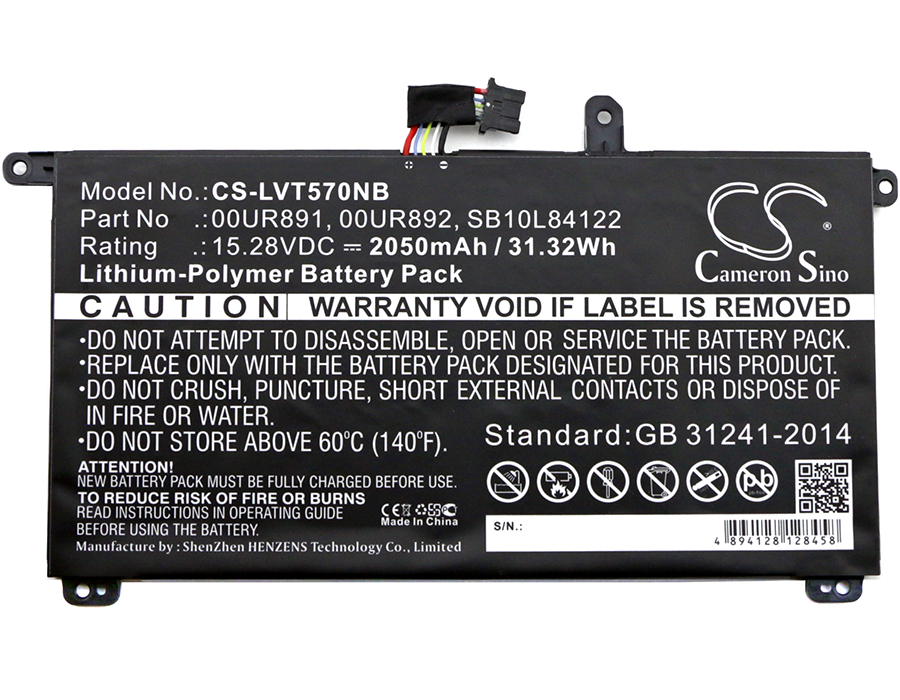 + -
Model No.: CS-LVT570NB
Part No .: 00UR891, 00UR892, SB10L84122
Rating .: 15.28VDC ⎓ 2050mAh / 31.32Wh
Lithium-Polymer Battery Pack
CS
®
Cameron Sino
CAUTION WARRANTY VOID IF LABEL IS REMOVED
•DO NOT ATTEMPT TO DISASSEMBLE, OPEN OR SERVICE THE BATTERY PACK.
•REPLACE ONLY WITH THE BATTERY PACK DESIGNATED FOR THIS PRODUCT.
•DO NOT CRUSH, PUNCTURE, SHORT EXTERNAL CONTACTS OR DISPOSE OF
IN FIRE OR WATER.
•DO NOT STORE ABOVE 60ºC (140ºF).
Standard:GB 31241-2014
ATTENTION!
NEW BATTERY PACK MUST BE FULLY CHARGED BEFORE USE.
TO REDUCE RISK OF FIRE OR BURNS
READ INSTRUCTIONS IN OPERATING GUIDE
BEFORE USING THE BATTERY.
CE
Made In China
Manufacture by : ShenZhen HENZENS Technology Co., Limited
pb
S/N.:
4 894128 128458